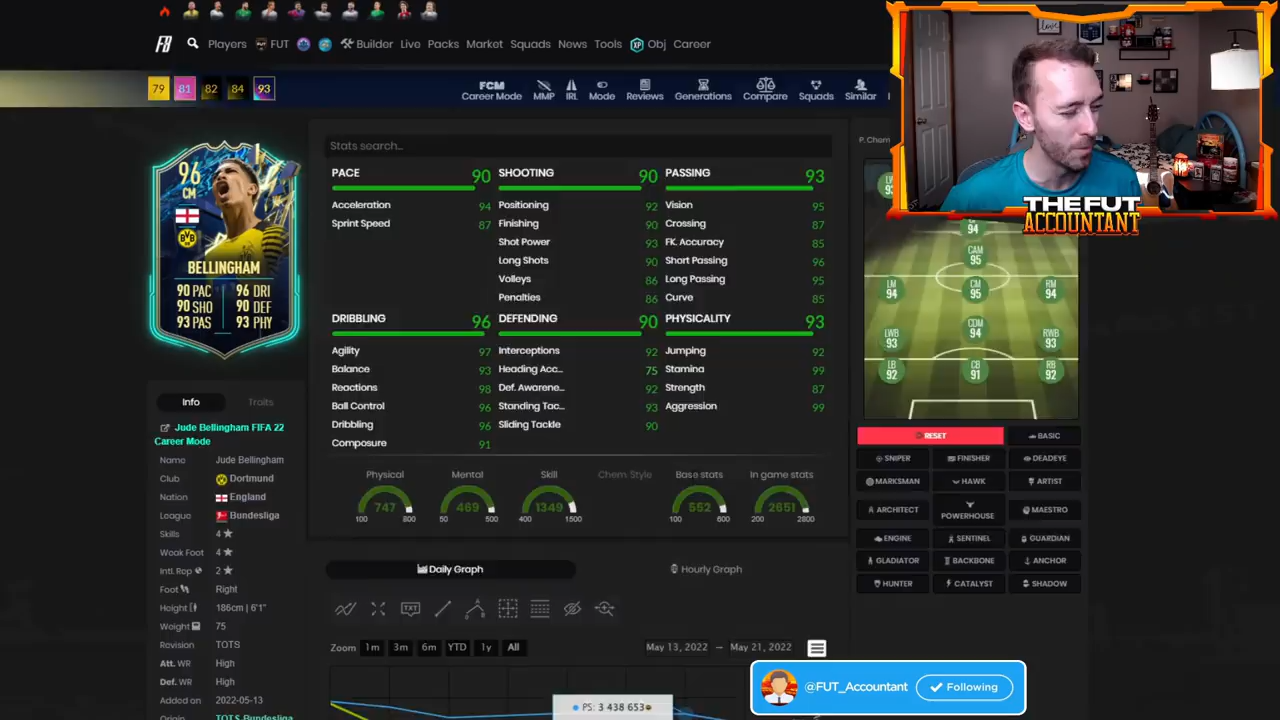 FB Players FUT Builder Live Packs Market Squads News Tools XP Obj Career
79 81 82 84 93
FCM Career Mode MMP IRL Mode Reviews Generations Compare Squads Similar
Stats search...
P. Chem
96
CM
BELLINGHAM
90 PAC 96 DRI
90 SHO 90 DEF
93 PAS 93 PHY
PACE 90
Acceleration 94
Sprint Speed 87
SHOOTING 90
Positioning 92
Finishing 90
Shot Power 93
Long Shots 90
Volleys 86
Penalties 86
PASSING 93
Vision 95
Crossing 87
FK. Accuracy 85
Short Passing 96
Long Passing 95
Curve 85
DRIBBLING 96
Agility 97
Balance 93
Reactions 98
Ball Control 96
Dribbling 96
Composure 91
DEFENDING 90
Interceptions 92
Heading Acc... 75
Def. Awarene... 92
Standing Tac... 93
Sliding Tackle 90
PHYSICALITY 93
Jumping 92
Stamina 99
Strength 87
Aggression 99
Physical 747 100 800
Mental 469 50 500
Skill 1349 400 1500
Chem Style
Base stats 552 100 600
In game stats 2651 100 2800
THE FUT
ACCOUNTANT
94
CAM 95
LM 94
CM 95
RM 94
LWB 93
CDM 94
RWB 93
LB 92
CB 91
RB 92
RESET BASIC
SNIPER FINISHER DEADEYE
MARKSMAN HAWK ARTIST
ARCHITECT POWERHOUSE MAESTRO
ENGINE SENTINEL GUARDIAN
GLADIATOR BACKBONE ANCHOR
HUNTER CATALYST SHADOW
Info Traits
Jude Bellingham FIFA 22
Career Mode
Name Jude Bellingham
Club Dortmund
Nation England
League Bundesliga
Skills 4
Weak Foot 4
Intl. Rep 2
Foot Right
Height 186cm | 6'1"
Weight 75
Revision TOTS
Att. WR High
Def. WR High
Added on 2022-05-13
Origin TOTS Bundesliga
Daily Graph Hourly Graph
TXT
Zoom 1m 3m 6m YTD 1y All May 13, 2022 → May 21, 2022
PS: 3 438 653
@FUT_Accountant Following